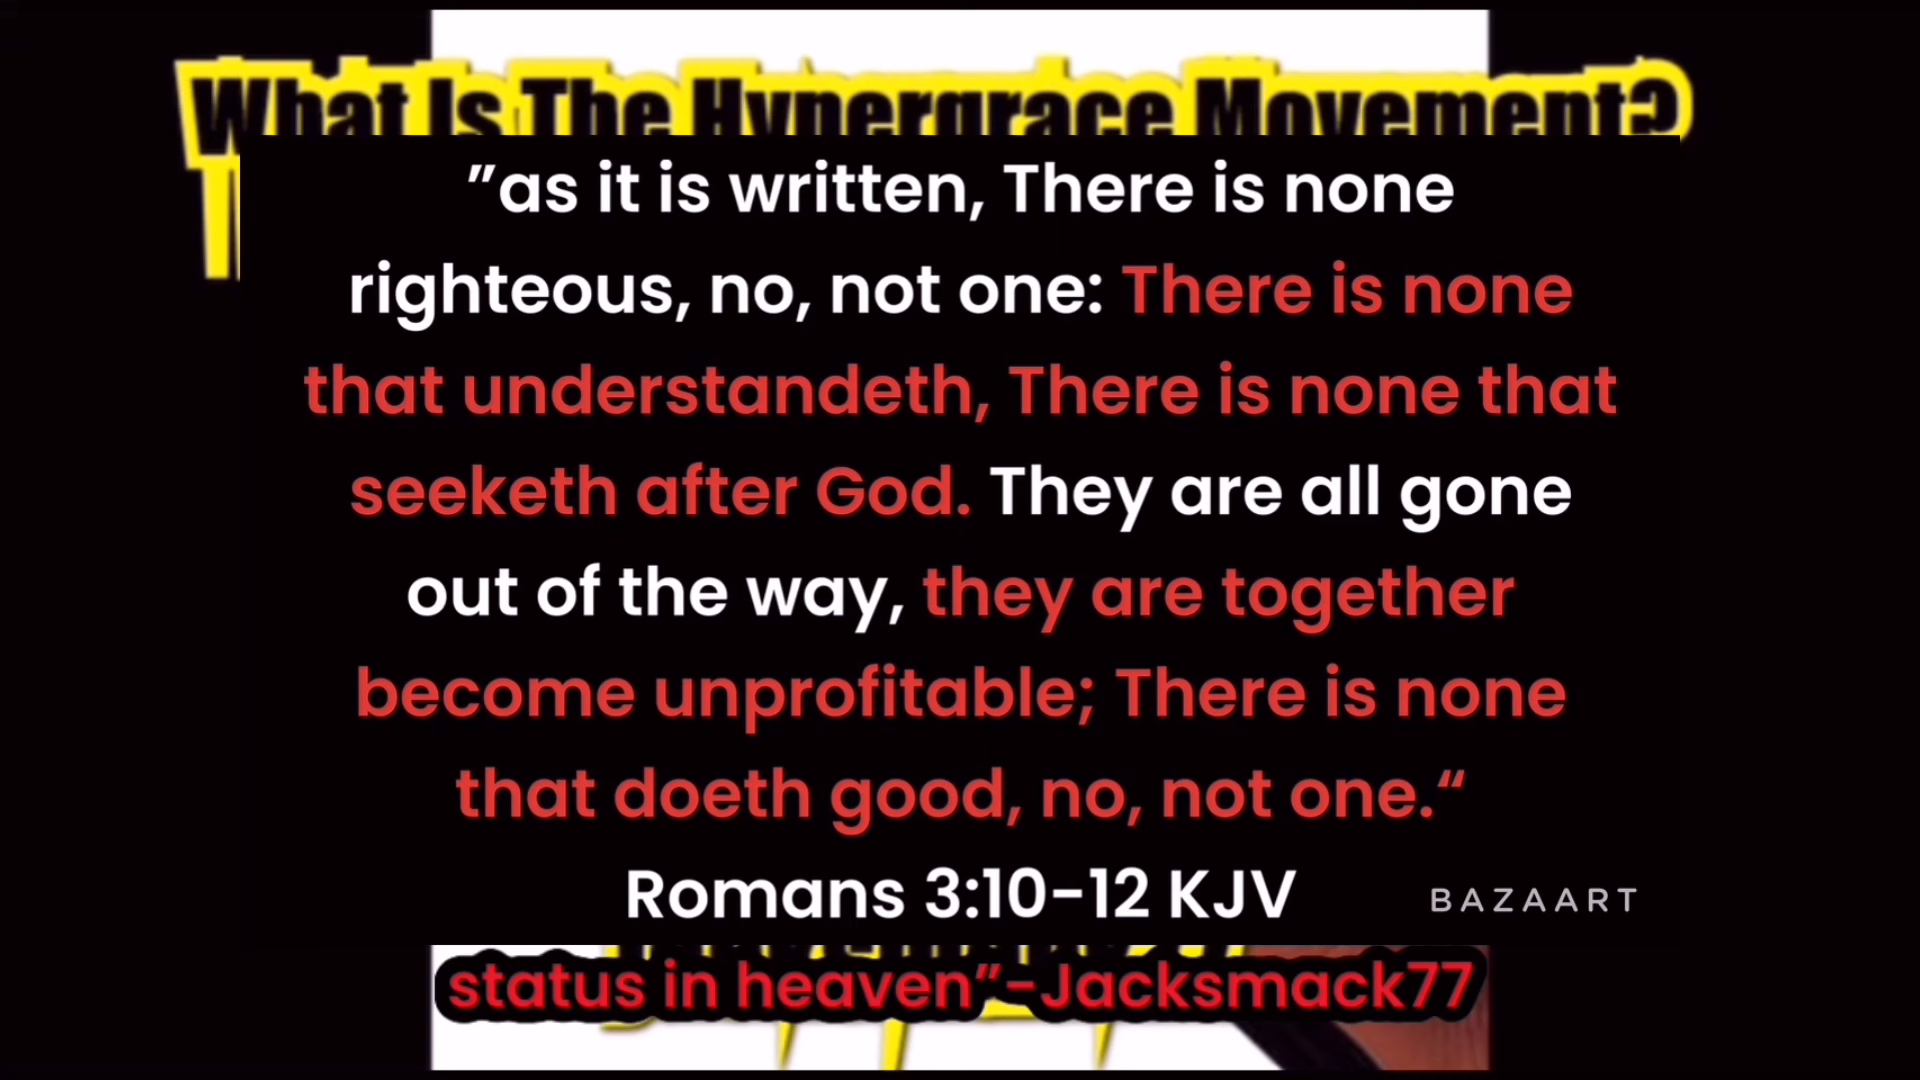 What Is The Hypergrace Movement?
”as it is written, There is none
righteous, no, not one: There is none
that understandeth, There is none that
seeketh after God. They are all gone
out of the way, they are together
become unprofitable; There is none
that doeth good, no, not one.“
Romans 3:10-12 KJV
BAZAART
status in heaven”-Jacksmack77